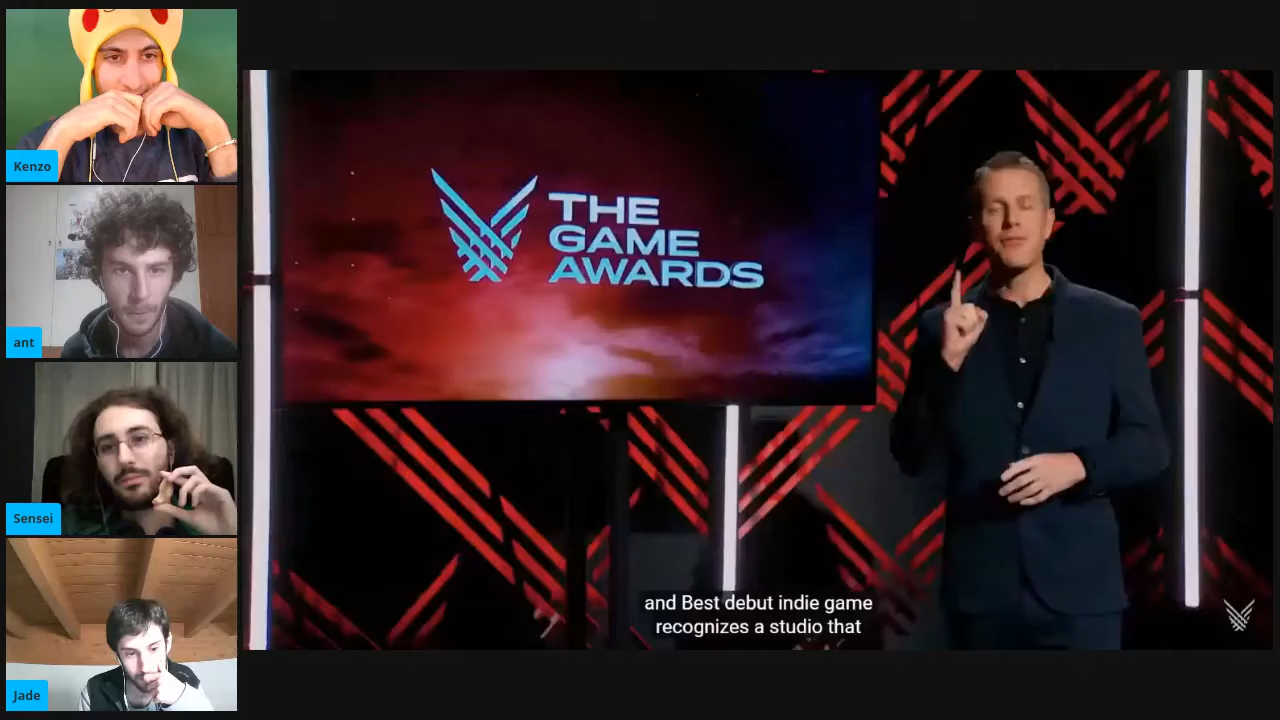 Kenzo
ant
Sensei
Jade
THE
GAME
AWARDS
and Best debut indie game
recognizes a studio that